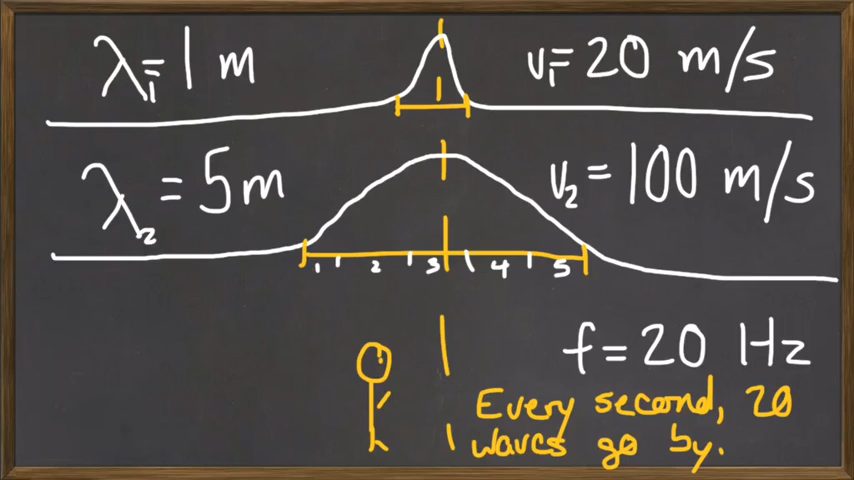 λ₁=1 m
v₁=20 m/s
λ₂=5m
v₂=100 m/s
1 2 3 4 5
f=20 Hz
Every second, 20
waves go by.